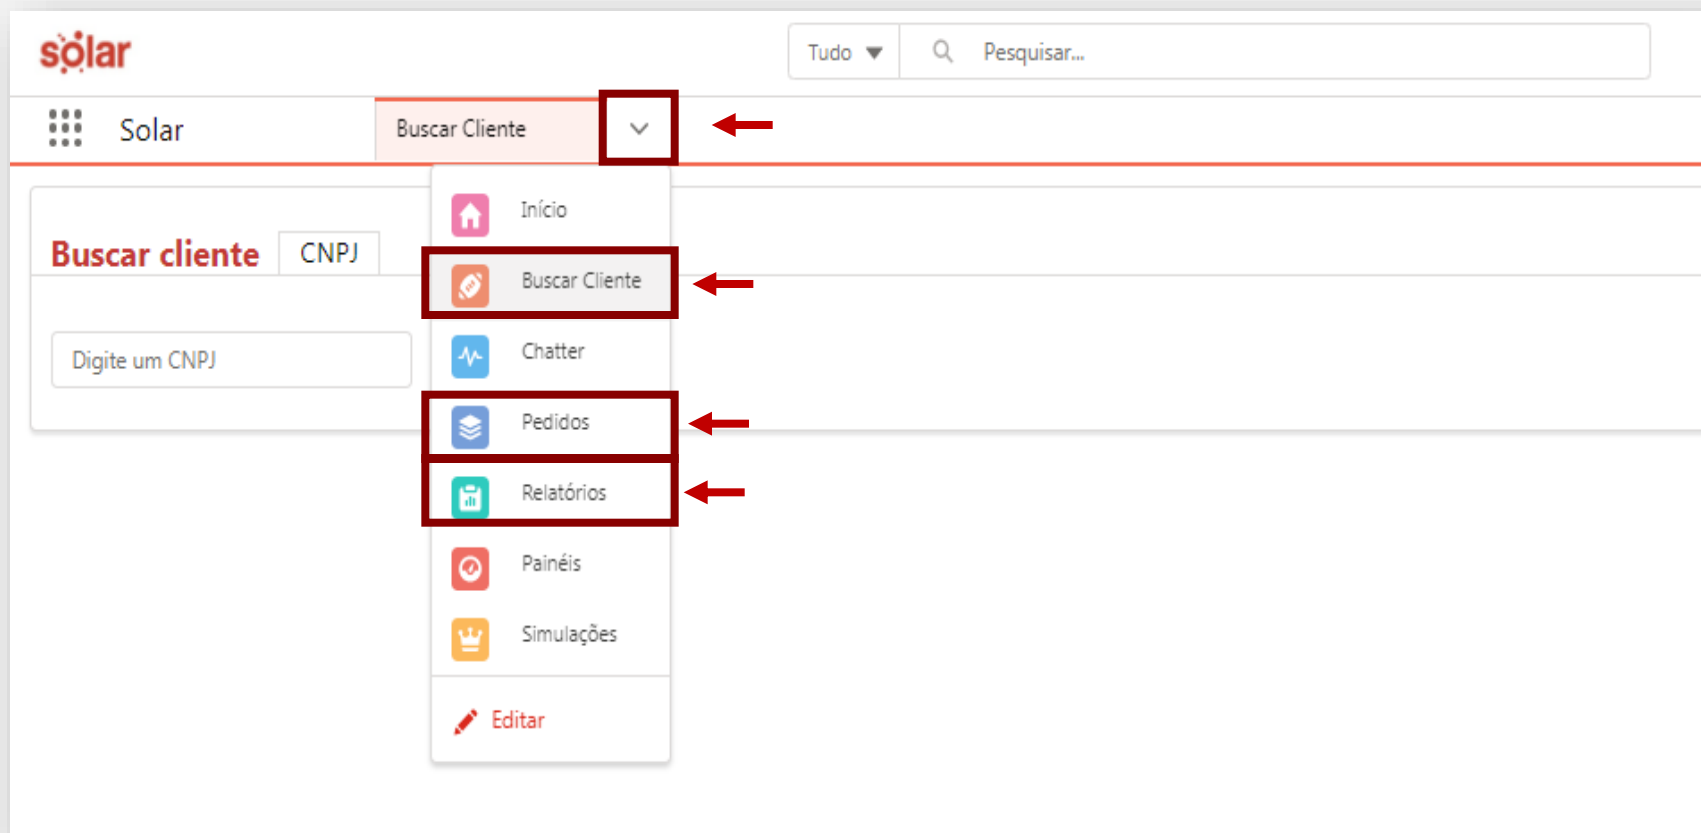 solar
Tudo
Pesquisar...
Solar
Buscar Cliente
Início
Buscar cliente
CNPJ
Buscar Cliente
Digite um CNPJ
Chatter
Pedidos
Relatórios
Painéis
Simulações
Editar